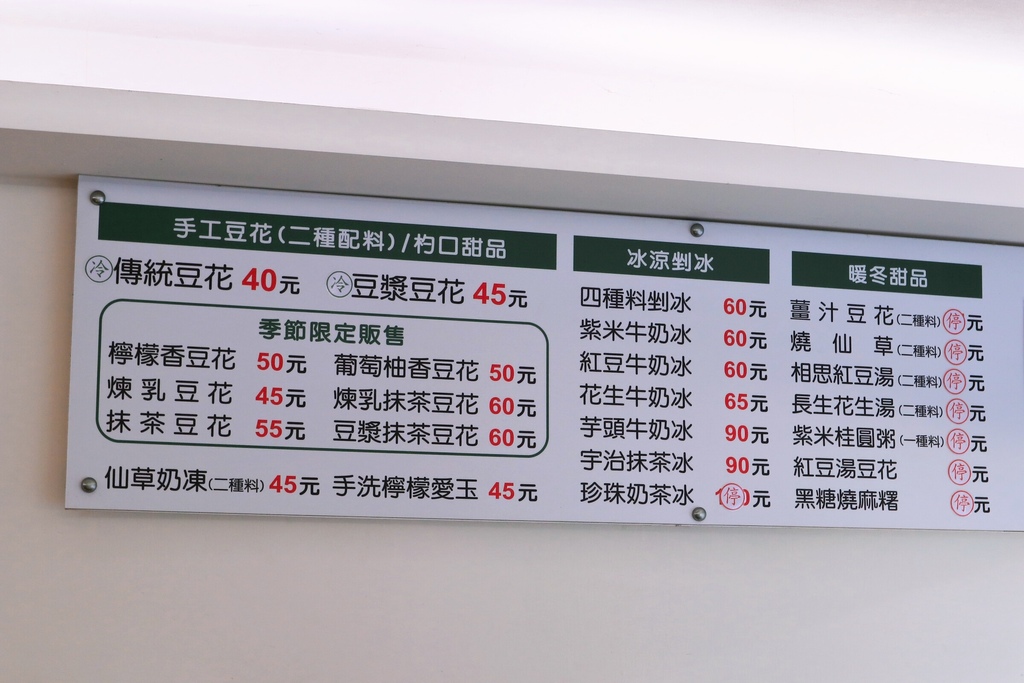 手工豆花(二種配料)/杓口甜品
冷 傳統豆花 40元 冷 豆漿豆花 45元
季節限定販售
檸檬香豆花 50元 葡萄柚香豆花 50元
煉乳豆花 45元 煉乳抹茶豆花 60元
抹茶豆花 55元 豆漿抹茶豆花 60元
仙草奶凍(二種料) 45元 手洗檸檬愛玉 45元
冰涼剉冰
四種料剉冰 60元
紫米牛奶冰 60元
紅豆牛奶冰 60元
花生牛奶冰 65元
芋頭牛奶冰 90元
宇治抹茶冰 90元
珍珠奶茶冰 停 元
暖冬甜品
薑汁豆花(二種料) 停 元
燒仙草(二種料) 停 元
相思紅豆湯(二種料) 停 元
長生花生湯(二種料) 停 元
紫米桂圓粥(一種料) 停 元
紅豆湯豆花 停 元
黑糖燒麻糬 停 元